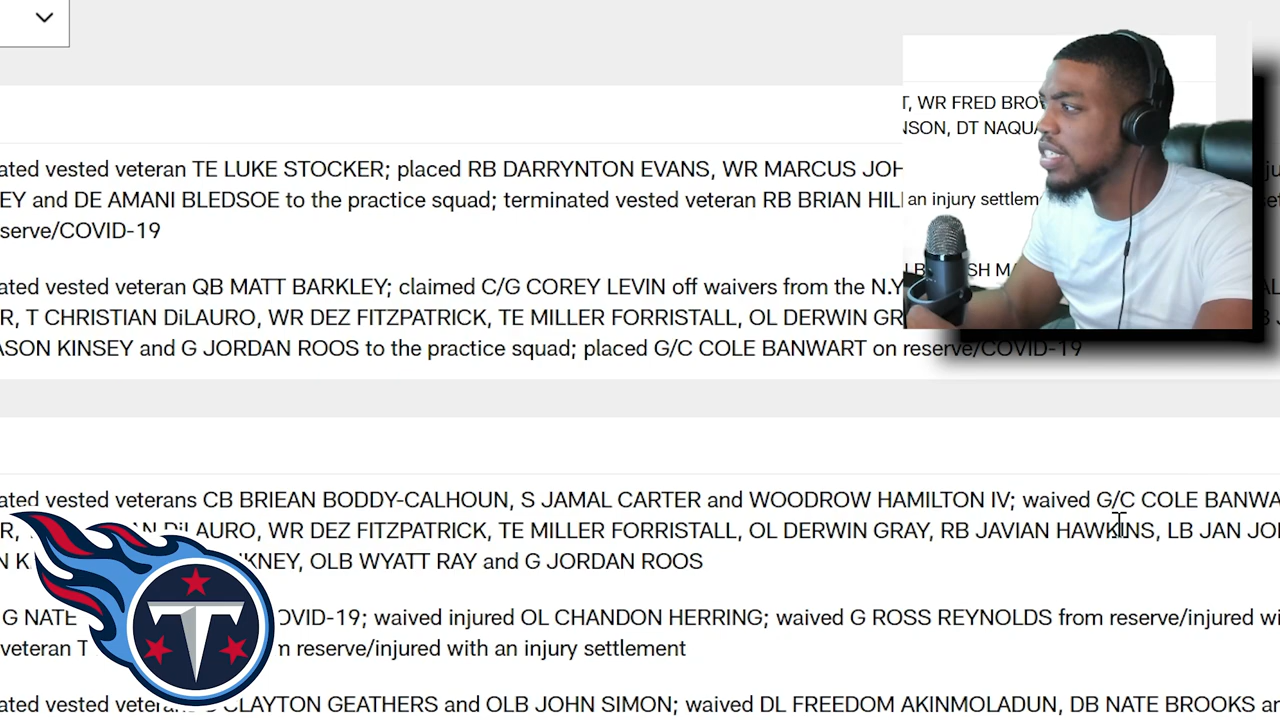 T, WR FRED BRO
NSON, DT NAQUA
ated vested veteran TE LUKE STOCKER; placed RB DARRYNTON EVANS, WR MARCUS JOH
EY and DE AMANI BLEDSOE to the practice squad; terminated vested veteran RB BRIAN HILL an injury settlem
serve/COVID-19
ated vested veteran QB MATT BARKLEY; claimed C/G COREY LEVIN off waivers from the N.Y
R, T CHRISTIAN DiLAURO, WR DEZ FITZPATRICK, TE MILLER FORRISTALL, OL DERWIN GR
ASON KINSEY and G JORDAN ROOS to the practice squad; placed G/C COLE BANWART on reserve/COVID-19
ated vested veterans CB BRIEAN BODDY-CALHOUN, S JAMAL CARTER and WOODROW HAMILTON IV; waived G/C COLE BANWA
R, AN DiLAURO, WR DEZ FITZPATRICK, TE MILLER FORRISTALL, OL DERWIN GRAY, RB JAVIAN HAWKINS, LB JAN JO
N K KNEY, OLB WYATT RAY and G JORDAN ROOS
G NATE OVID-19; waived injured OL CHANDON HERRING; waived G ROSS REYNOLDS from reserve/injured wi
veteran T m reserve/injured with an injury settlement
ated vested veteran CLAYTON GEATHERS and OLB JOHN SIMON; waived DL FREEDOM AKINMOLADUN, DB NATE BROOKS an